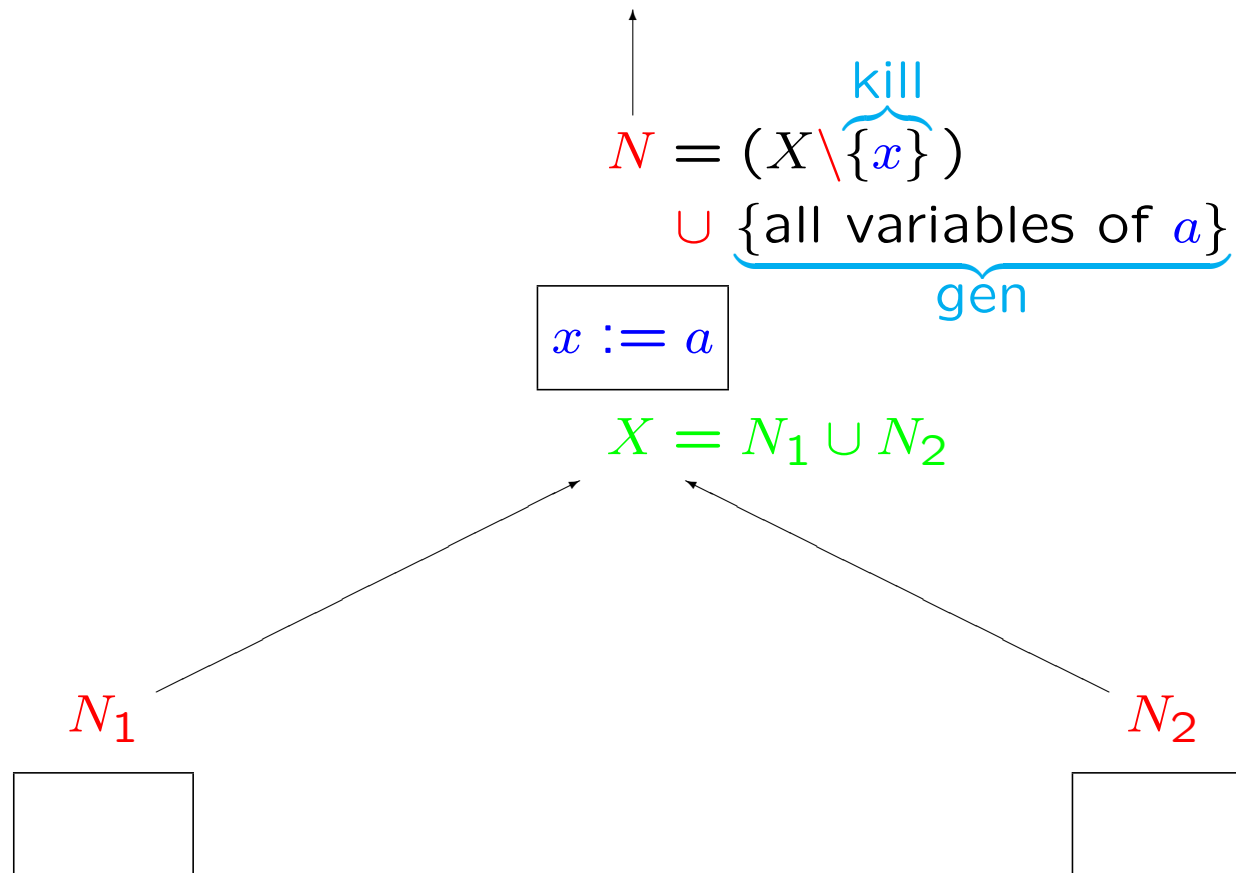 kill
N = (X\{x} )
∪ {all variables of a}
gen
x := a
X = N₁ ∪ N₂
N₁
N₂